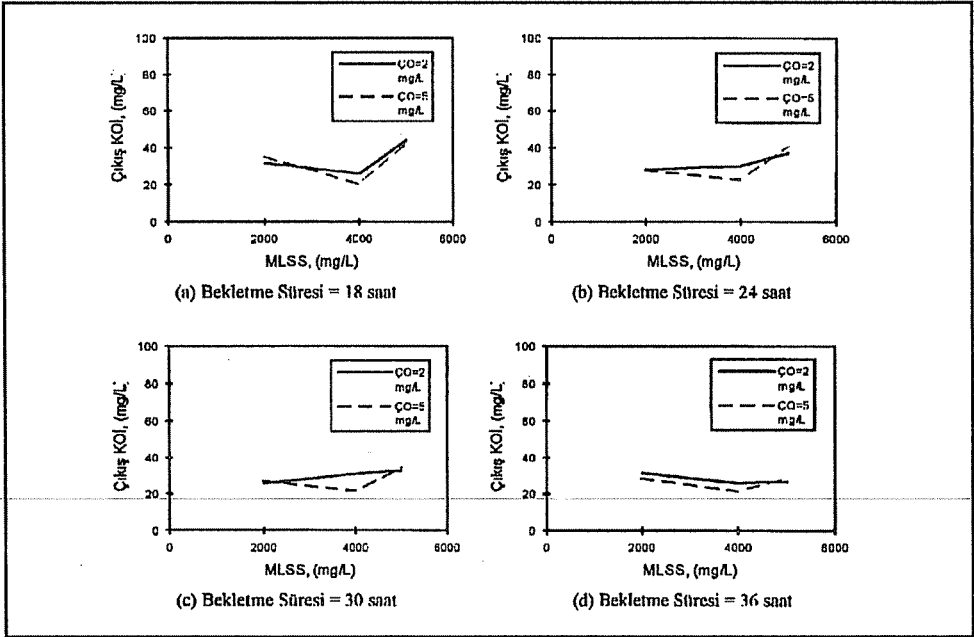 100
80
60
40
20
0
Çıkış KOİ, (mg/L)
ÇO=2
mg/L
ÇO=5
mg/L
0 2000 4000 6000
MLSS, (mg/L)
(a) Bekletme Süresi = 18 saat
100
80
60
40
20
0
Çıkış KOİ, (mg/L)
ÇO=2
mg/L
ÇO=5
mg/L
0 2000 4000 6000
MLSS, (mg/L)
(b) Bekletme Süresi = 24 saat
100
80
60
40
20
0
Çıkış KOİ, (mg/L)
ÇO=2
mg/L
ÇO=5
mg/L
0 2000 4000 6000
MLSS, (mg/L)
(c) Bekletme Süresi = 30 saat
100
80
60
40
20
0
Çıkış KOİ, (mg/L)
ÇO=2
mg/L
ÇO=5
mg/L
0 2000 4000 6000
MLSS, (mg/L)
(d) Bekletme Süresi = 36 saat